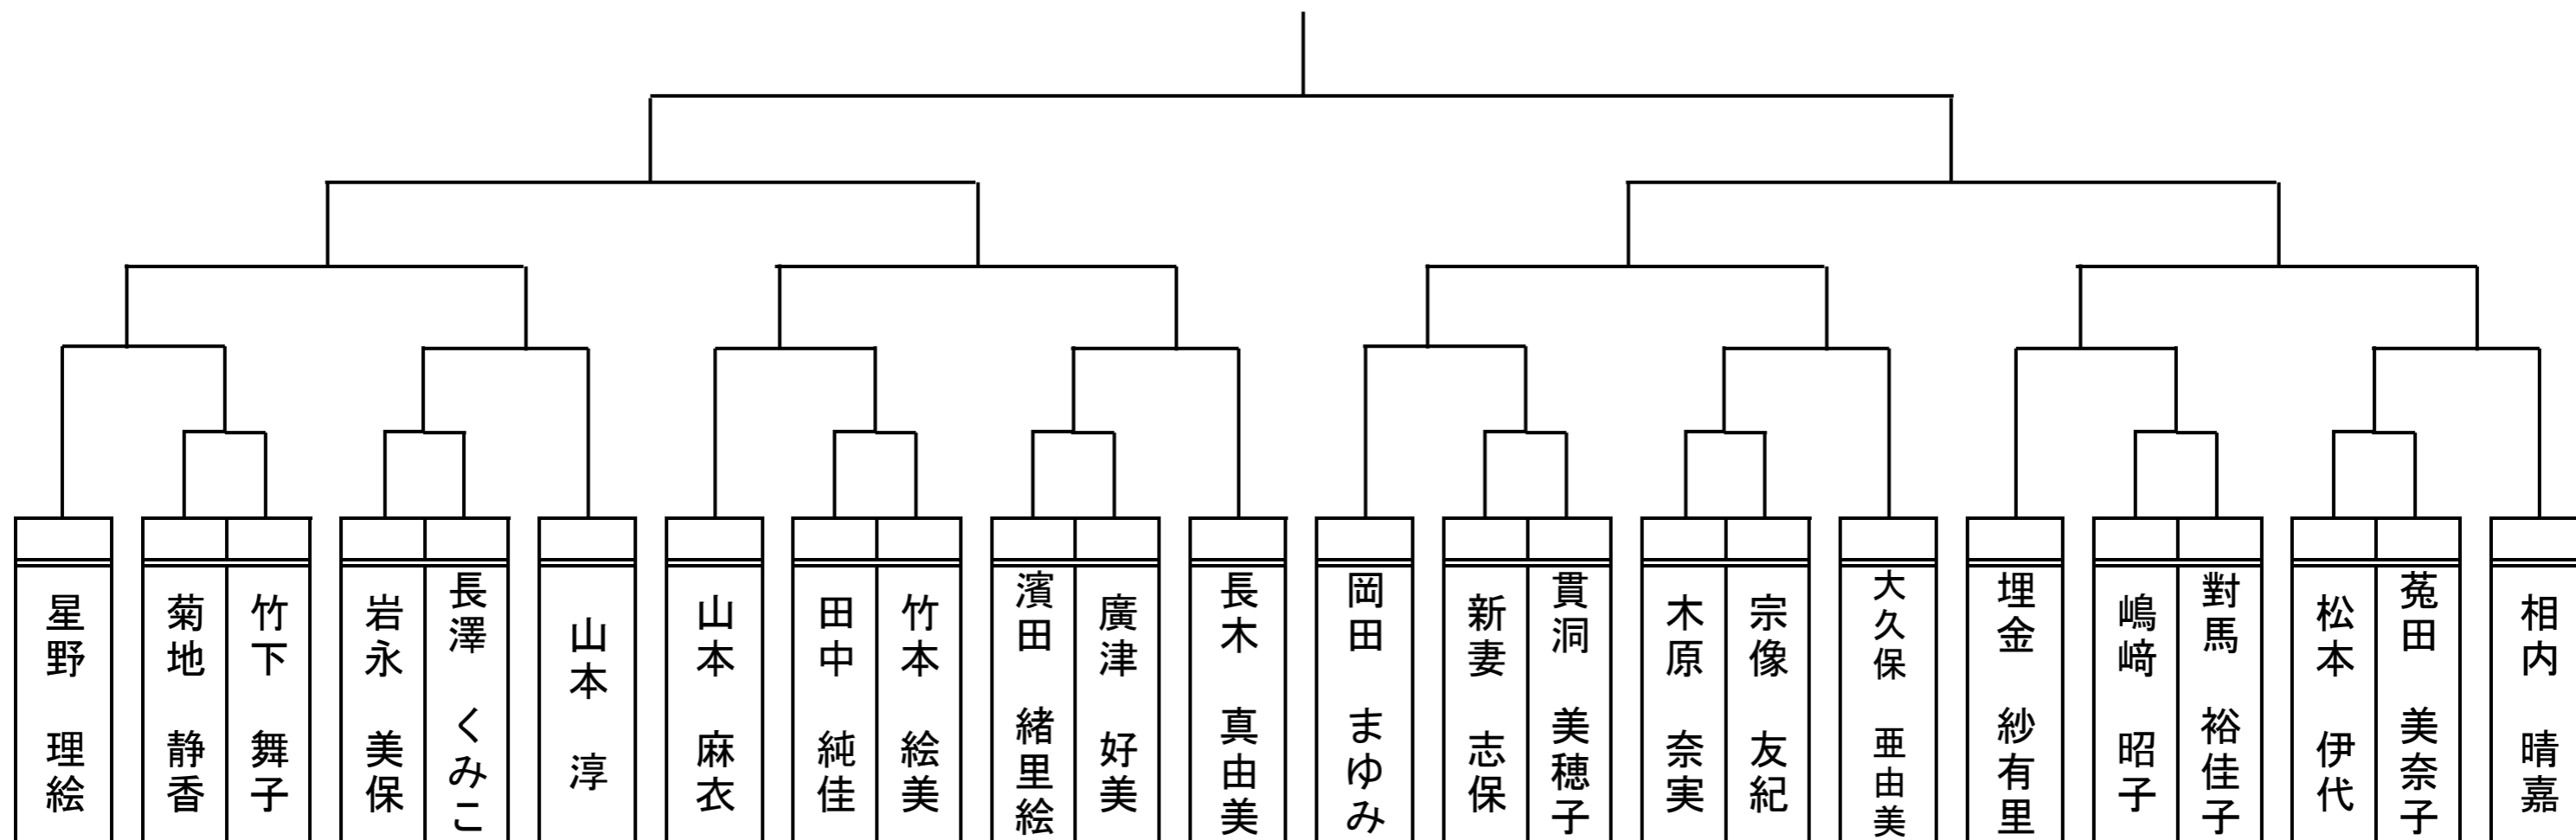 星野 理絵
菊地 静香
竹下 舞子
岩永 美保
長澤 くみこ
山本 淳
山本 麻衣
田中 純佳
竹本 絵美
濱田 緒里絵
廣津 好美
長木 真由美
岡田 まゆみ
新妻 志保
貫洞 美穂子
木原 奈実
宗像 友紀
大久保 亜由美
埋金 紗有里
嶋﨑 昭子
對馬 裕佳子
松本 伊代
菟田 美奈子
相内 晴嘉